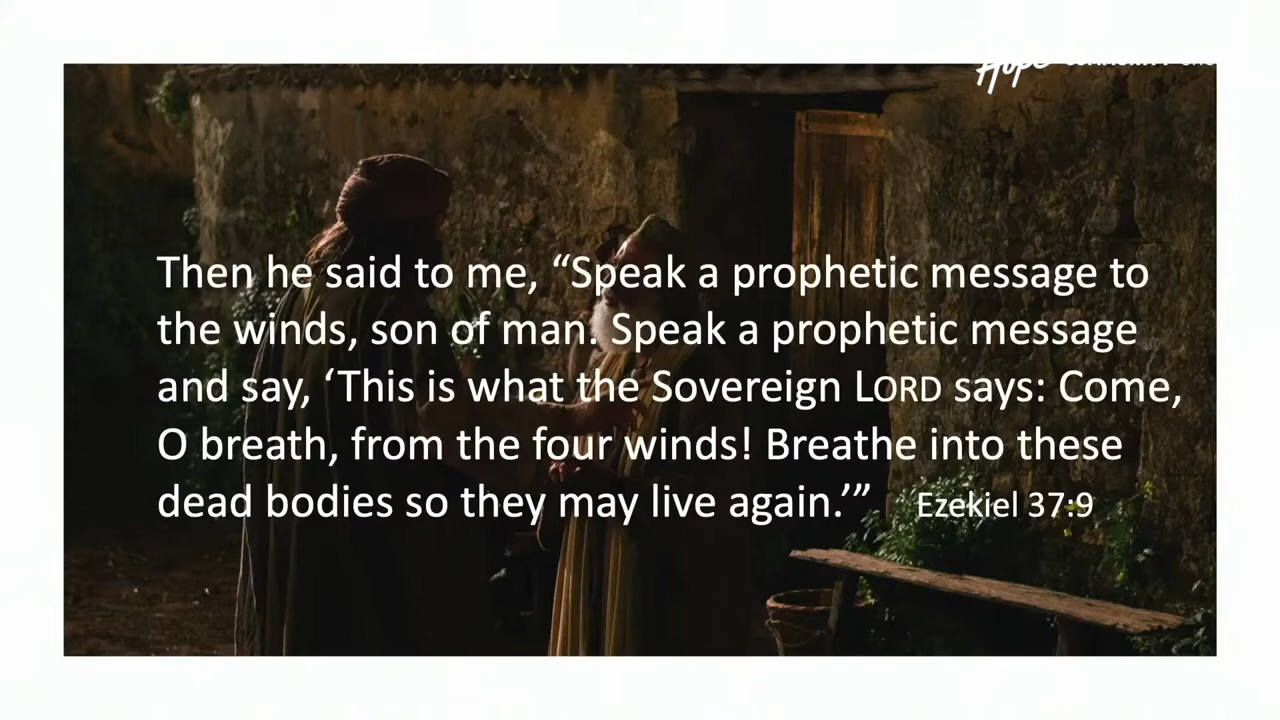 Hope
Then he said to me, “Speak a prophetic message to
the winds, son of man. Speak a prophetic message
and say, ‘This is what the Sovereign LORD says: Come,
O breath, from the four winds! Breathe into these
dead bodies so they may live again.’” Ezekiel 37:9